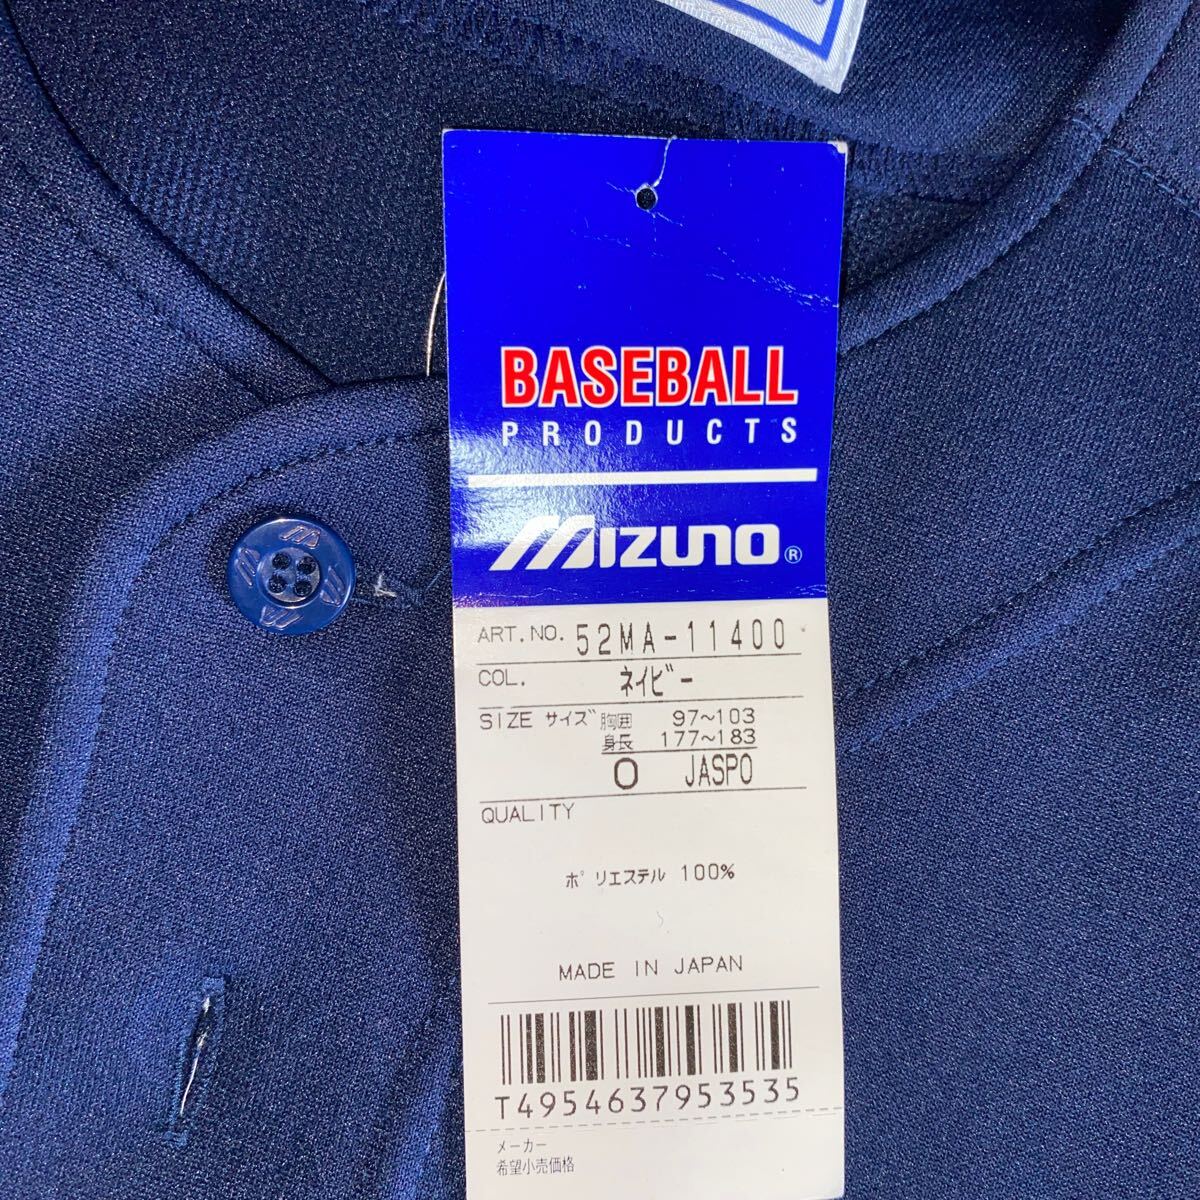 BASEBALL
PRODUCTS
MIZUNO ®
ART.NO. 52MA-11400
COL. ネイビー
SIZE サイズ 胸囲 97~103
身長 177~183
O JASPO
QUALITY
ポリエステル 100%
MADE IN JAPAN
T4954637953535
メーカー
希望小売価格